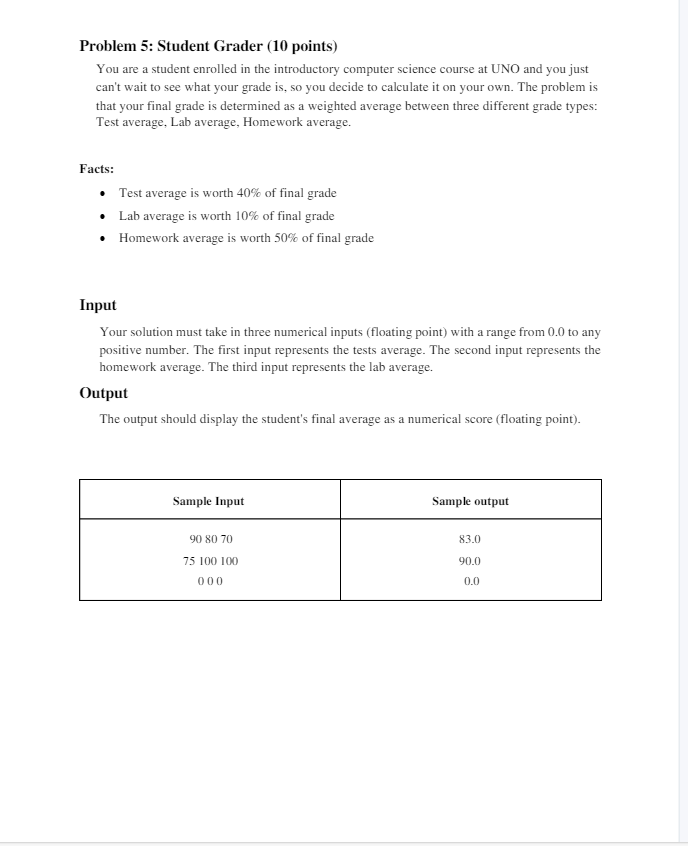 Problem 5: Student Grader (10 points)
You are a student enrolled in the introductory computer science course at UNO and you just
can't wait to see what your grade is, so you decide to calculate it on your own. The problem is
that your final grade is determined as a weighted average between three different grade types:
Test average, Lab average, Homework average.
Facts:
• Test average is worth 40% of final grade
• Lab average is worth 10% of final grade
• Homework average is worth 50% of final grade
Input
Your solution must take in three numerical inputs (floating point) with a range from 0.0 to any
positive number. The first input represents the tests average. The second input represents the
homework average. The third input represents the lab average.
Output
The output should display the student's final average as a numerical score (floating point).
Sample Input Sample output
90 80 70 83.0
75 100 100 90.0
0 0 0 0.0